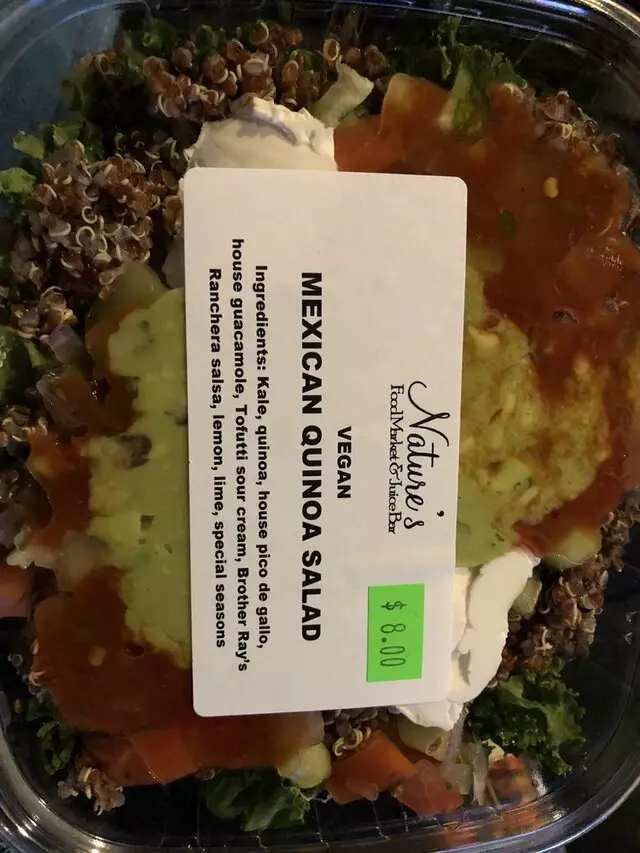 Nature's
Food Market & Juice Bar
$ 8.00
VEGAN
MEXICAN QUINOA SALAD
Ingredients: Kale, quinoa, house pico de gallo,
house guacamole, Tofutti sour cream, Brother Ray's
Ranchera salsa, lemon, lime, special seasons